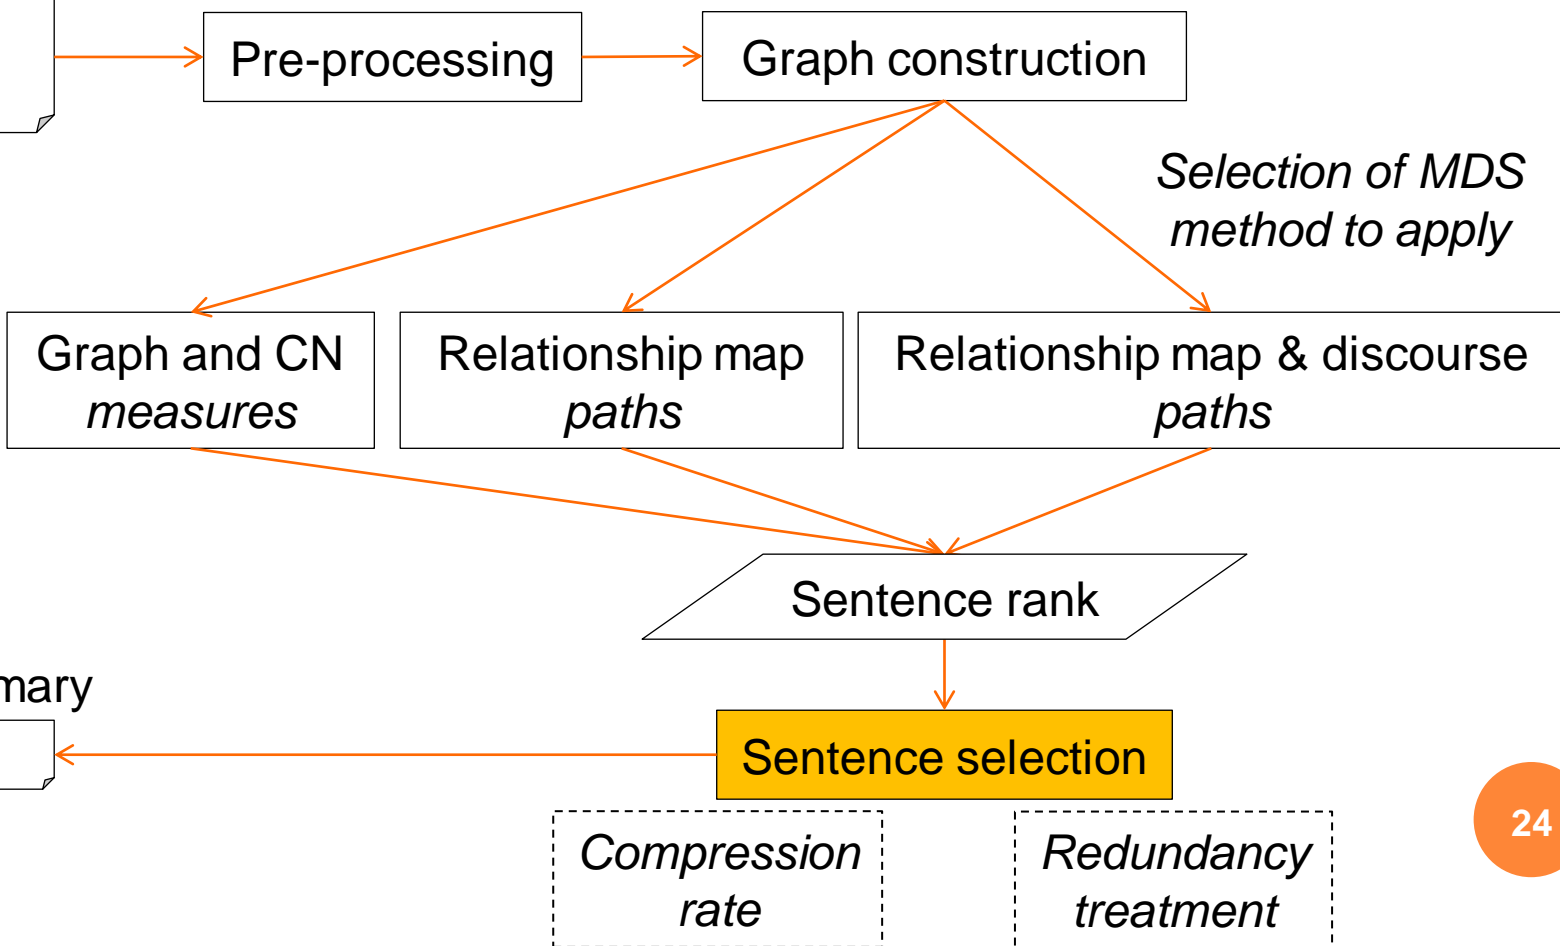 Pre-processing
Graph construction
Selection of MDS
method to apply
Graph and CN
measures
Relationship map
paths
Relationship map & discourse
paths
Sentence rank
mary
Sentence selection
Compression
rate
Redundancy
treatment
24